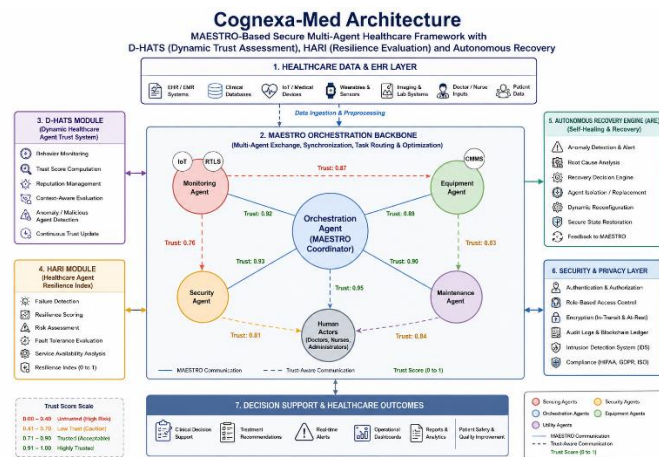 Cognexa-Med Architecture
MAESTRO-Based Secure Multi-Agent Healthcare Framework with
D-HATS (Dynamic Trust Assessment), HARI (Resilience Evaluation) and Autonomous Recovery
1. HEALTHCARE DATA & EHR LAYER
EHR / EMR
Systems
Clinical
Databases
IoT / Medical
Devices
Wearables
& Sensors
Imaging &
Lab Systems
Doctor / Nurse
Inputs
Patient
Data
Data Ingestion & Preprocessing
3. D-HATS MODULE
(Dynamic Healthcare
Agent Trust System)
Behavior Monitoring
Trust Score Computation
Reputation Management
Context-Aware Evaluation
Anomaly / Malicious
Agent Detection
Continuous Trust Update
4. HARI MODULE
(Healthcare Agent
Resilience Index)
Failure Detection
Resilience Scoring
Risk Assessment
Fault Tolerance Evaluation
Service Availability Analysis
Resilience Index (0 to 1)
Trust Score Scale
Untrusted (High Risk)
Low Trust (Caution)
0.71 – 0.90 Trusted (Acceptable)
0.91 – 1.00 Highly Trusted
2. MAESTRO ORCHESTRATION BACKBONE
(Multi-Agent Exchange, Synchronization, Task Routing & Optimization)
IoT
RTLS
CMMS
Monitoring
Agent
Trust: 0.87
Equipment
Agent
Trust: 0.92
Trust: 0.89
Orchestration
Agent
(MAESTRO
Coordinator)
Trust: 0.76
Trust: 0.93
Trust: 0.90
Security
Agent
Trust: 0.95
Maintenance
Agent
Trust: 0.81
Trust: 0.84
Human
Actors
(Doctors, Nurses,
Administrators)
MAESTRO Communication
Trust-Aware Communication
Trust Score (0 to 1)
5. AUTONOMOUS RECOVERY ENGINE (ARE)
(Self-Healing & Recovery)
Anomaly Detection & Alert
Root Cause Analysis
Recovery Decision Engine
Agent Isolation / Replacement
Dynamic Reconfiguration
Secure State Restoration
Feedback to MAESTRO
6. SECURITY & PRIVACY LAYER
Authentication & Authorization
Role-Based Access Control
Encryption (In-Transit & At-Rest)
Audit Logs & Blockchain Ledger
Intrusion Detection System (IDS)
Compliance (HIPAA, GDPR, ISO)
7. DECISION SUPPORT & HEALTHCARE OUTCOMES
Clinical Decision
Support
Treatment
Recommendations
Real-time
Alerts
Operational
Dashboards
Reports &
Analytics
Patient Safety &
Quality Improvement
Sensing Agents
Security Agents
Orchestration Agents
Equipment Agents
Utility Agents
MAESTRO Communication
Trust-Aware Communication
Trust Score (0 to 1)